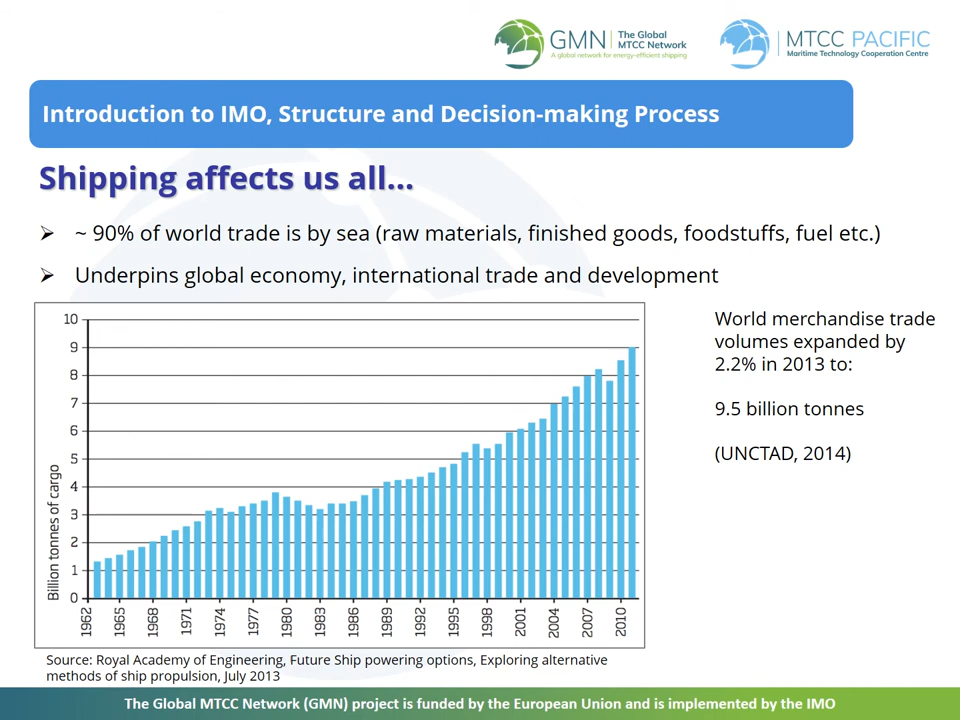 GMN
The Global
MTCC Network
A global network for energy-efficient shipping
MTCC PACIFIC
Maritime Technology Cooperation Centre
Introduction to IMO, Structure and Decision-making Process
Shipping affects us all...
~ 90% of world trade is by sea (raw materials, finished goods, foodstuffs, fuel etc.)
Underpins global economy, international trade and development
World merchandise trade
volumes expanded by
2.2% in 2013 to:
9.5 billion tonnes
(UNCTAD, 2014)
Billion tonnes of cargo
10
9
8
7
6
5
4
3
2
1
0
1962
1965
1968
1971
1974
1977
1980
1983
1986
1989
1992
1995
1998
2001
2004
2007
2010
Source: Royal Academy of Engineering, Future Ship powering options, Exploring alternative
methods of ship propulsion, July 2013
The Global MTCC Network (GMN) project is funded by the European Union and is implemented by the IMO